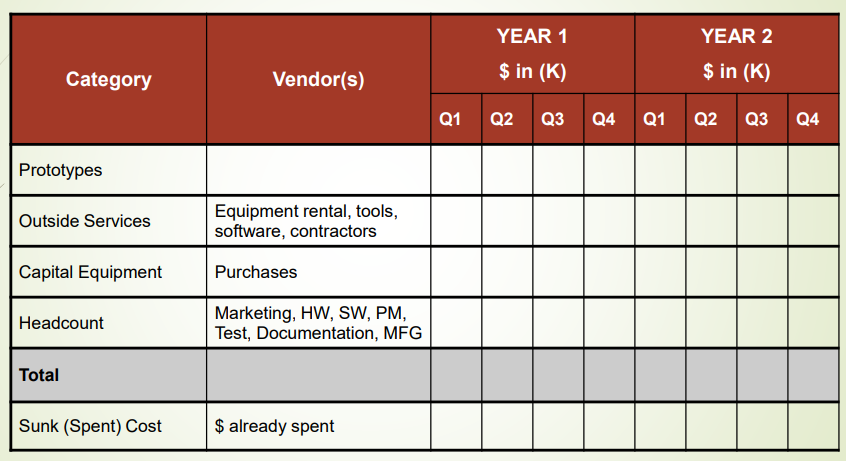 Category
Vendor(s)
YEAR 1
$ in (K)
YEAR 2
$ in (K)
Q1 Q2 Q3 Q4 Q1 Q2 Q3 Q4
Prototypes
Outside Services
Equipment rental, tools,
software, contractors
Capital Equipment
Purchases
Headcount
Marketing, HW, SW, PM,
Test, Documentation, MFG
Total
Sunk (Spent) Cost
$ already spent